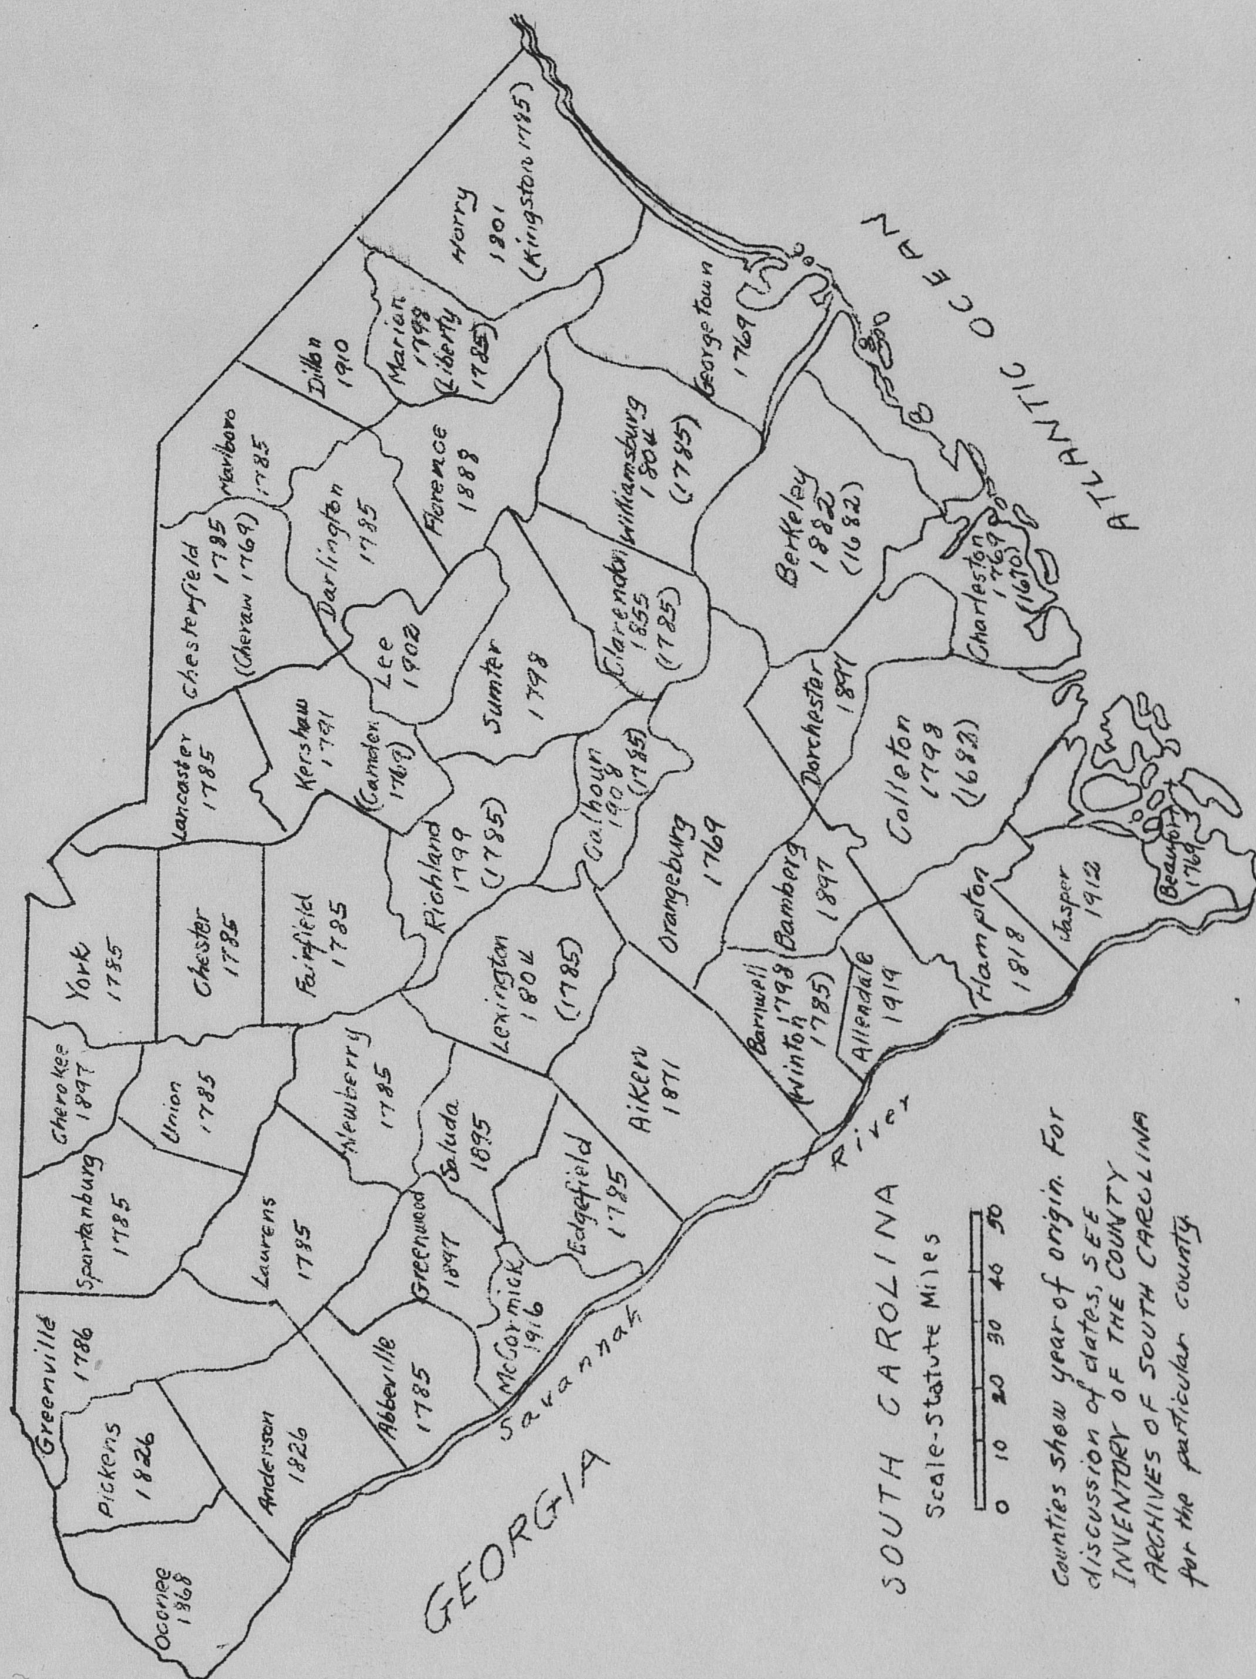 Oconee
1868
Pickens
1826
Greenville
1786
Anderson
1826
Spartanburg
1785
Cherokee
1897
York
1785
Union
1785
Chester
1785
Lancaster
1785
Laurens
1785
Abbeville
1785
Greenwood
1897
McCormick
1916
Newberry
1785
Saluda
1895
Edgefield
1785
Fairfield
1785
Kershaw
1791
(Camden
1769)
Chesterfield
1785
(Cheraw 1769)
Marlboro
1785
Darlington
1785
Dillon
1910
Marion
1798
(Liberty
1785)
Horry
1801
(Kingston 1785)
Florence
1888
Lee
1902
Sumter
1798
Richland
1799
(1785)
Lexington
1804
(1785)
Aiken
1871
Calhoun
1908
(1785)
Clarendon
1855
(1785)
Williamsburg
1804
(1785)
Georgetown
1769
Orangeburg
1769
Berkeley
1882
(1682)
Barnwell
1798
(Winton
1785)
Bamberg
1897
Dorchester
1897
Allendale
1919
Colleton
1798
(1682)
Charleston
1769
(1670)
Hampton
1818
Jasper
1912
Beaufort
1769
GEORGIA
Savannah
River
ATLANTIC OCEAN
SOUTH CAROLINA
Scale-Statute Miles
0 10 20 30 40 50
Counties show year of origin. For
discussion of dates, SEE
INVENTORY OF THE COUNTY
ARCHIVES OF SOUTH CAROLINA
for the particular county.